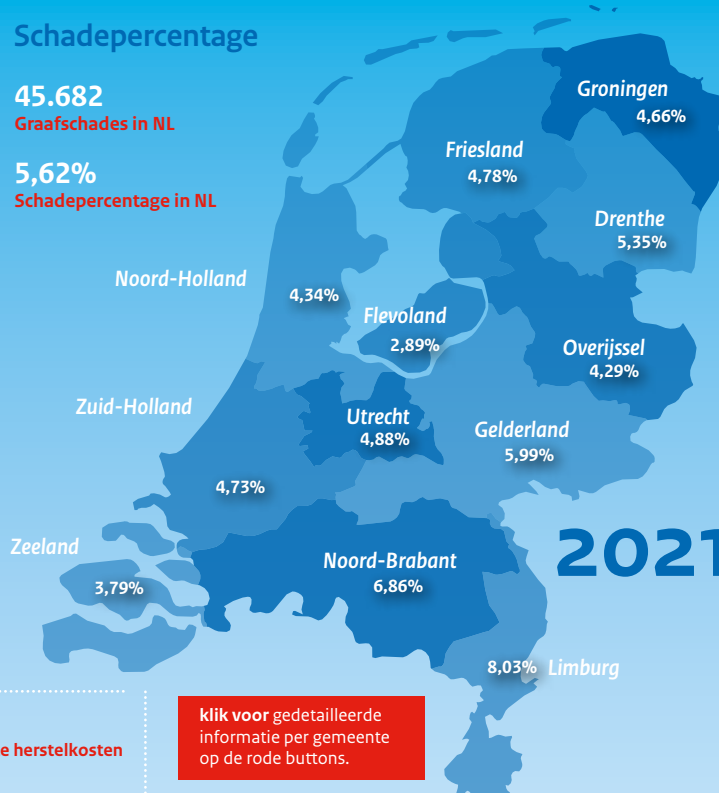 Schadepercentage
45.682
Graafschades in NL
5,62%
Schadepercentage in NL
Groningen
4,66%
Friesland
4,78%
Drenthe
5,35%
Noord-Holland
4,34%
Flevoland
2,89%
Overijssel
4,29%
Zuid-Holland
4,73%
Utrecht
4,88%
Gelderland
5,99%
Zeeland
3,79%
Noord-Brabant
6,86%
2021
8,03% Limburg
klik voor gedetailleerde
informatie per gemeente
op de rode buttons.
e herstelkosten